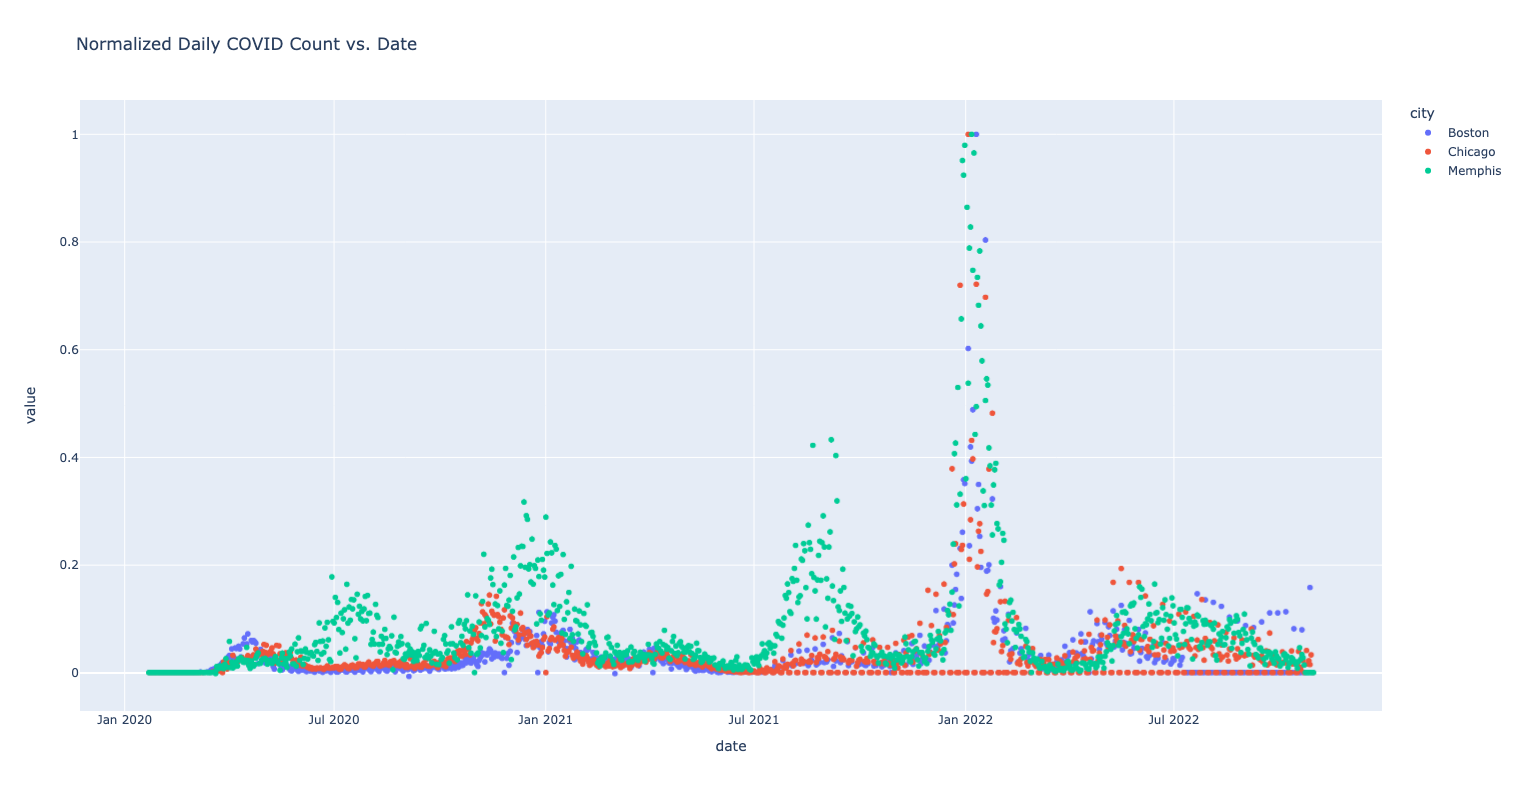 Normalized Daily COVID Count vs. Date
city
Boston
Chicago
Memphis
value
1
0.8
0.6
0.4
0.2
0
Jan 2020
Jul 2020
Jan 2021
Jul 2021
Jan 2022
Jul 2022
date